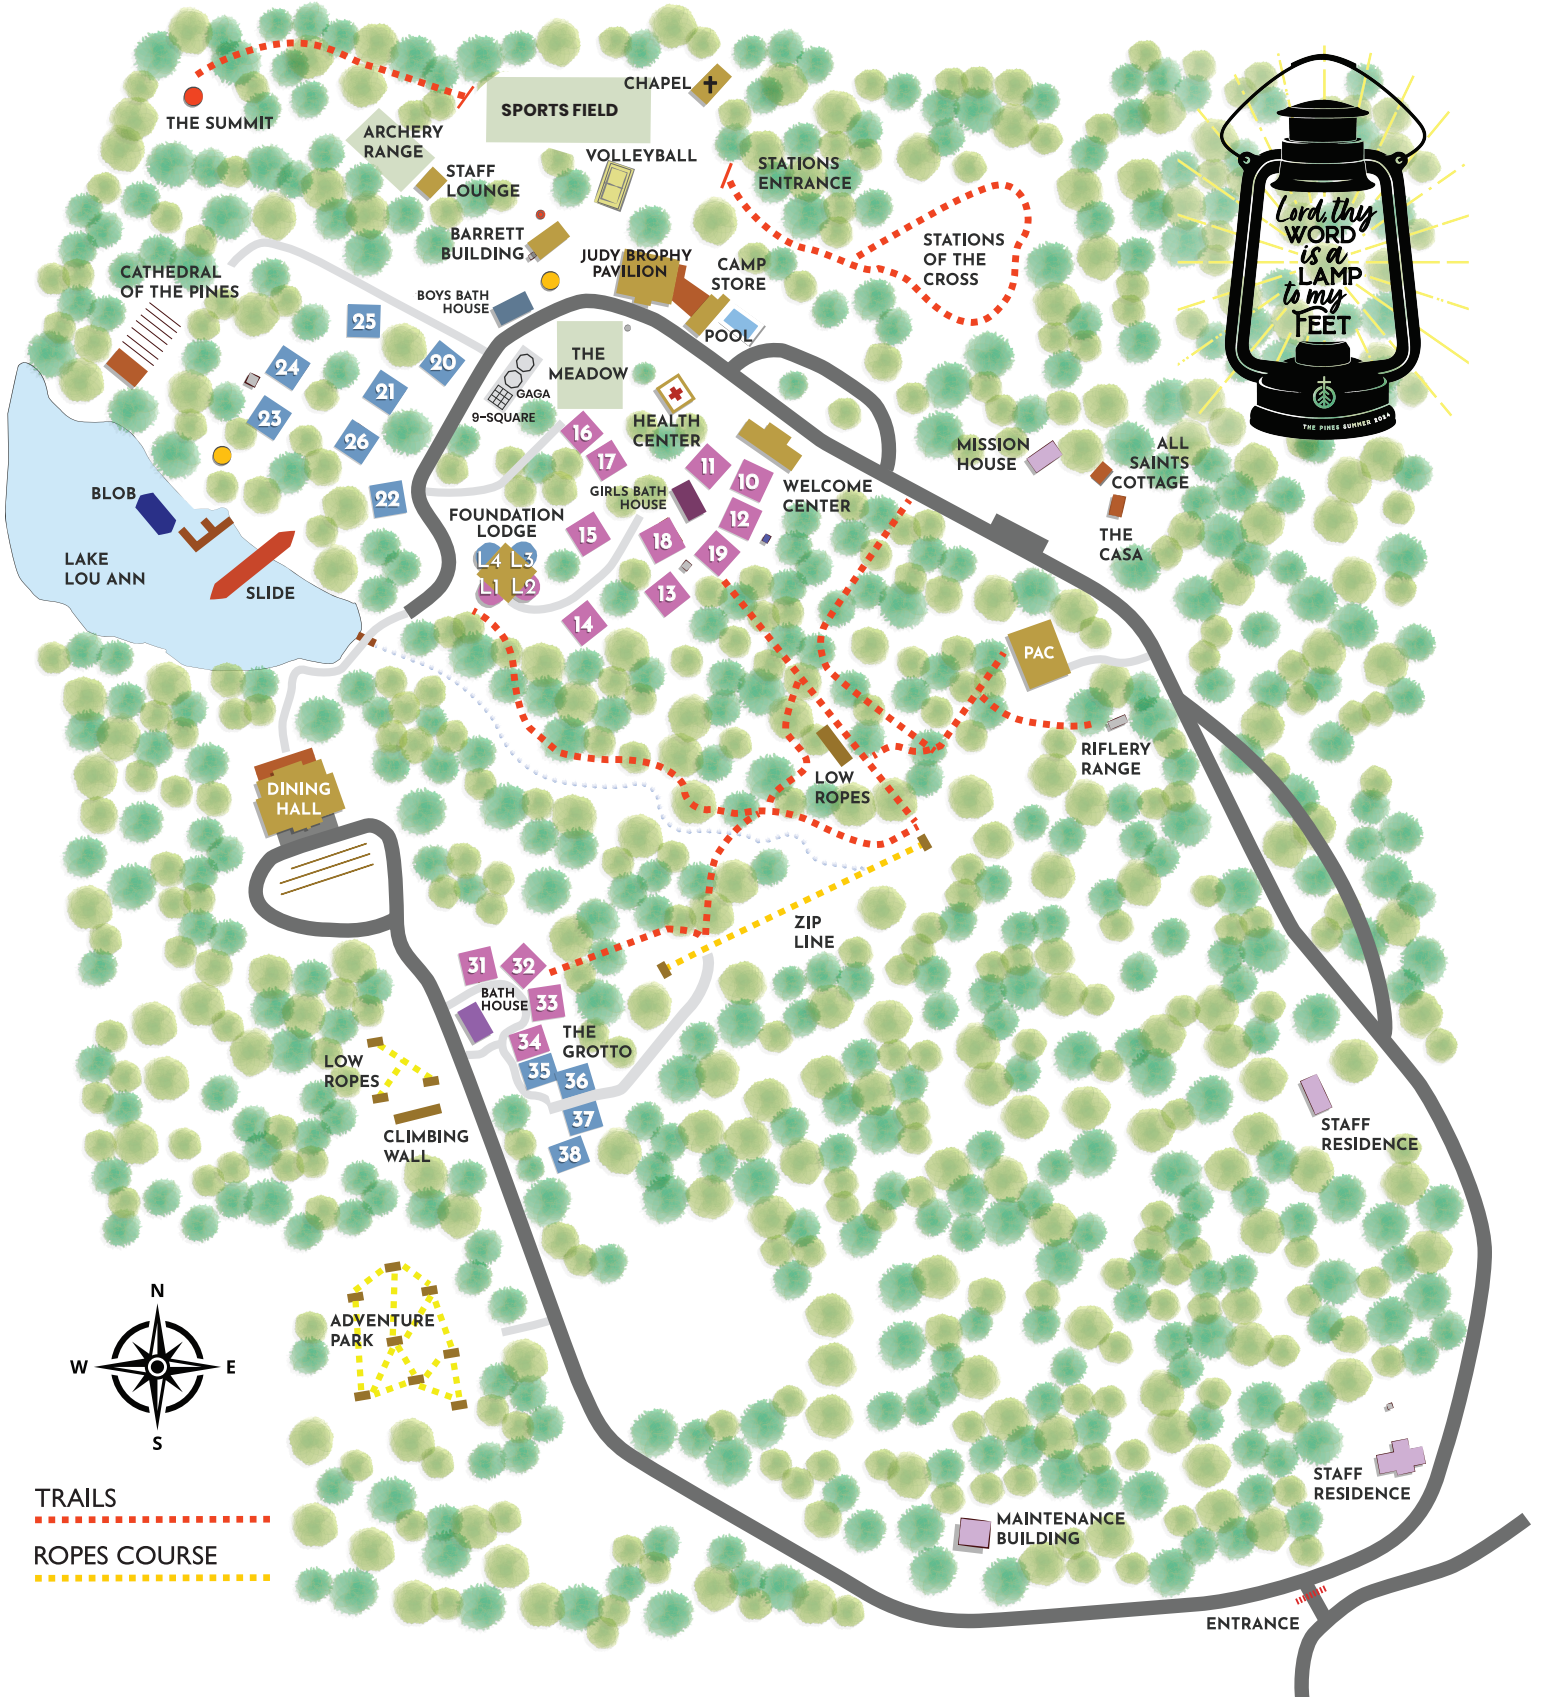 THE SUMMIT
ARCHERY
RANGE
SPORTS FIELD
CHAPEL
STAFF
LOUNGE
VOLLEYBALL
STATIONS
ENTRANCE
BARRETT
BUILDING
JUDY BROPHY
PAVILION
CAMP
STORE
STATIONS
OF THE
CROSS
CATHEDRAL
OF THE PINES
BOYS BATH
HOUSE
POOL
Lord, thy
WORD
is a
LAMP
to my
FEET
THE PINES SUMMER 2024
25
24
20
21
23
26
22
THE
MEADOW
GAGA
9-SQUARE
HEALTH
CENTER
16
17
11
10
12
GIRLS BATH
HOUSE
15
18
19
13
14
WELCOME
CENTER
MISSION
HOUSE
ALL
SAINTS
COTTAGE
THE
CASA
BLOB
LAKE
LOU ANN
SLIDE
FOUNDATION
LODGE
L4 L3
L1 L2
PAC
RIFLERY
RANGE
LOW
ROPES
DINING
HALL
ZIP
LINE
31
32
BATH
HOUSE
33
34
THE
GROTTO
35
36
37
38
LOW
ROPES
CLIMBING
WALL
STAFF
RESIDENCE
ADVENTURE
PARK
N
W E
S
STAFF
RESIDENCE
MAINTENANCE
BUILDING
ENTRANCE
TRAILS
ROPES COURSE